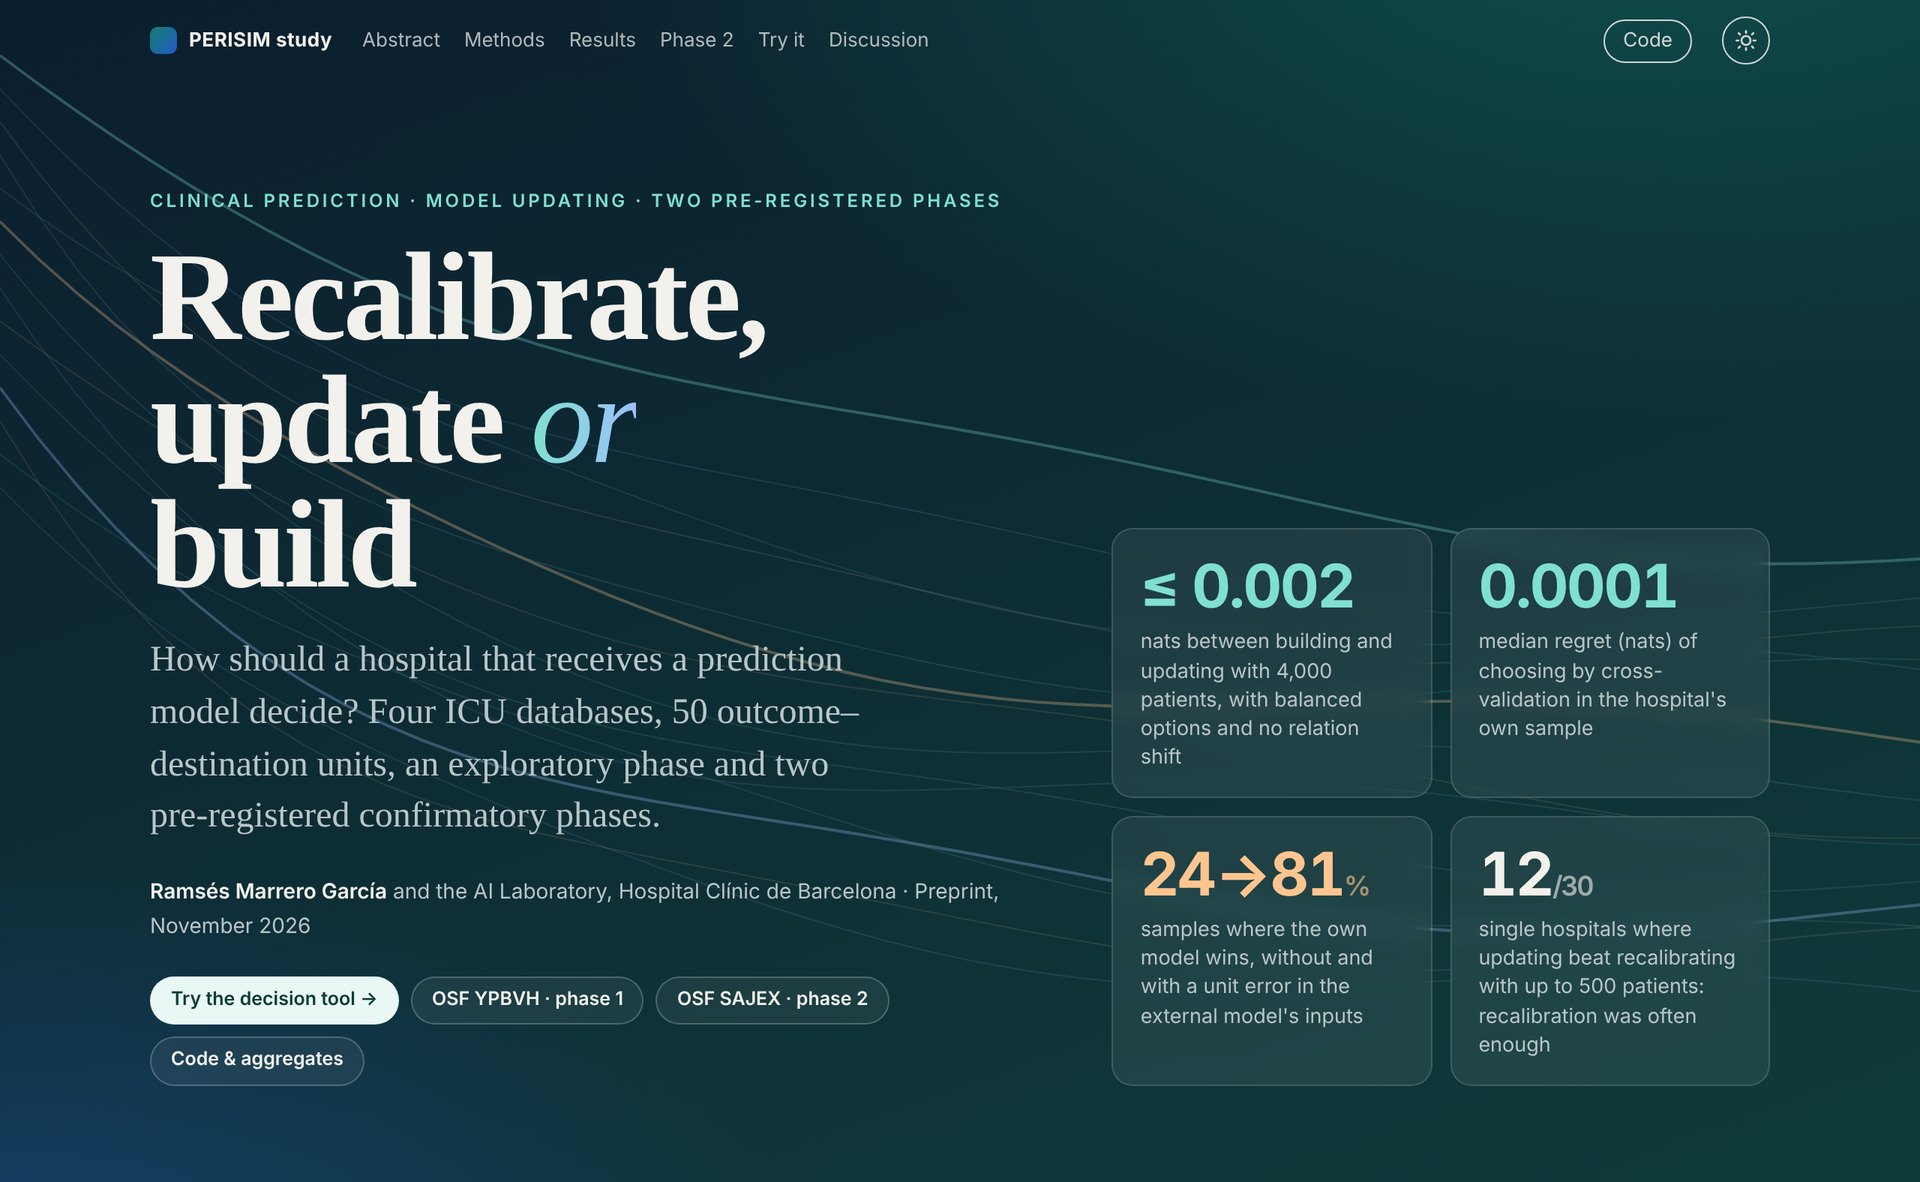 PERISIM study
Abstract
Methods
Results
Phase 2
Try it
Discussion
Code
CLINICAL PREDICTION · MODEL UPDATING · TWO PRE-REGISTERED PHASES
Recalibrate,
update or
build
How should a hospital that receives a prediction
model decide? Four ICU databases, 50 outcome–
destination units, an exploratory phase and two
pre-registered confirmatory phases.
Ramsés Marrero García and the AI Laboratory, Hospital Clínic de Barcelona · Preprint,
November 2026
Try the decision tool →
OSF YPBVH · phase 1
OSF SAJEX · phase 2
Code & aggregates
≤ 0.002
nats between building and
updating with 4,000
patients, with balanced
options and no relation
shift
0.0001
median regret (nats) of
choosing by cross-
validation in the hospital's
own sample
24→81%
samples where the own
model wins, without and
with a unit error in the
external model's inputs
12/30
single hospitals where
updating beat recalibrating
with up to 500 patients:
recalibration was often
enough